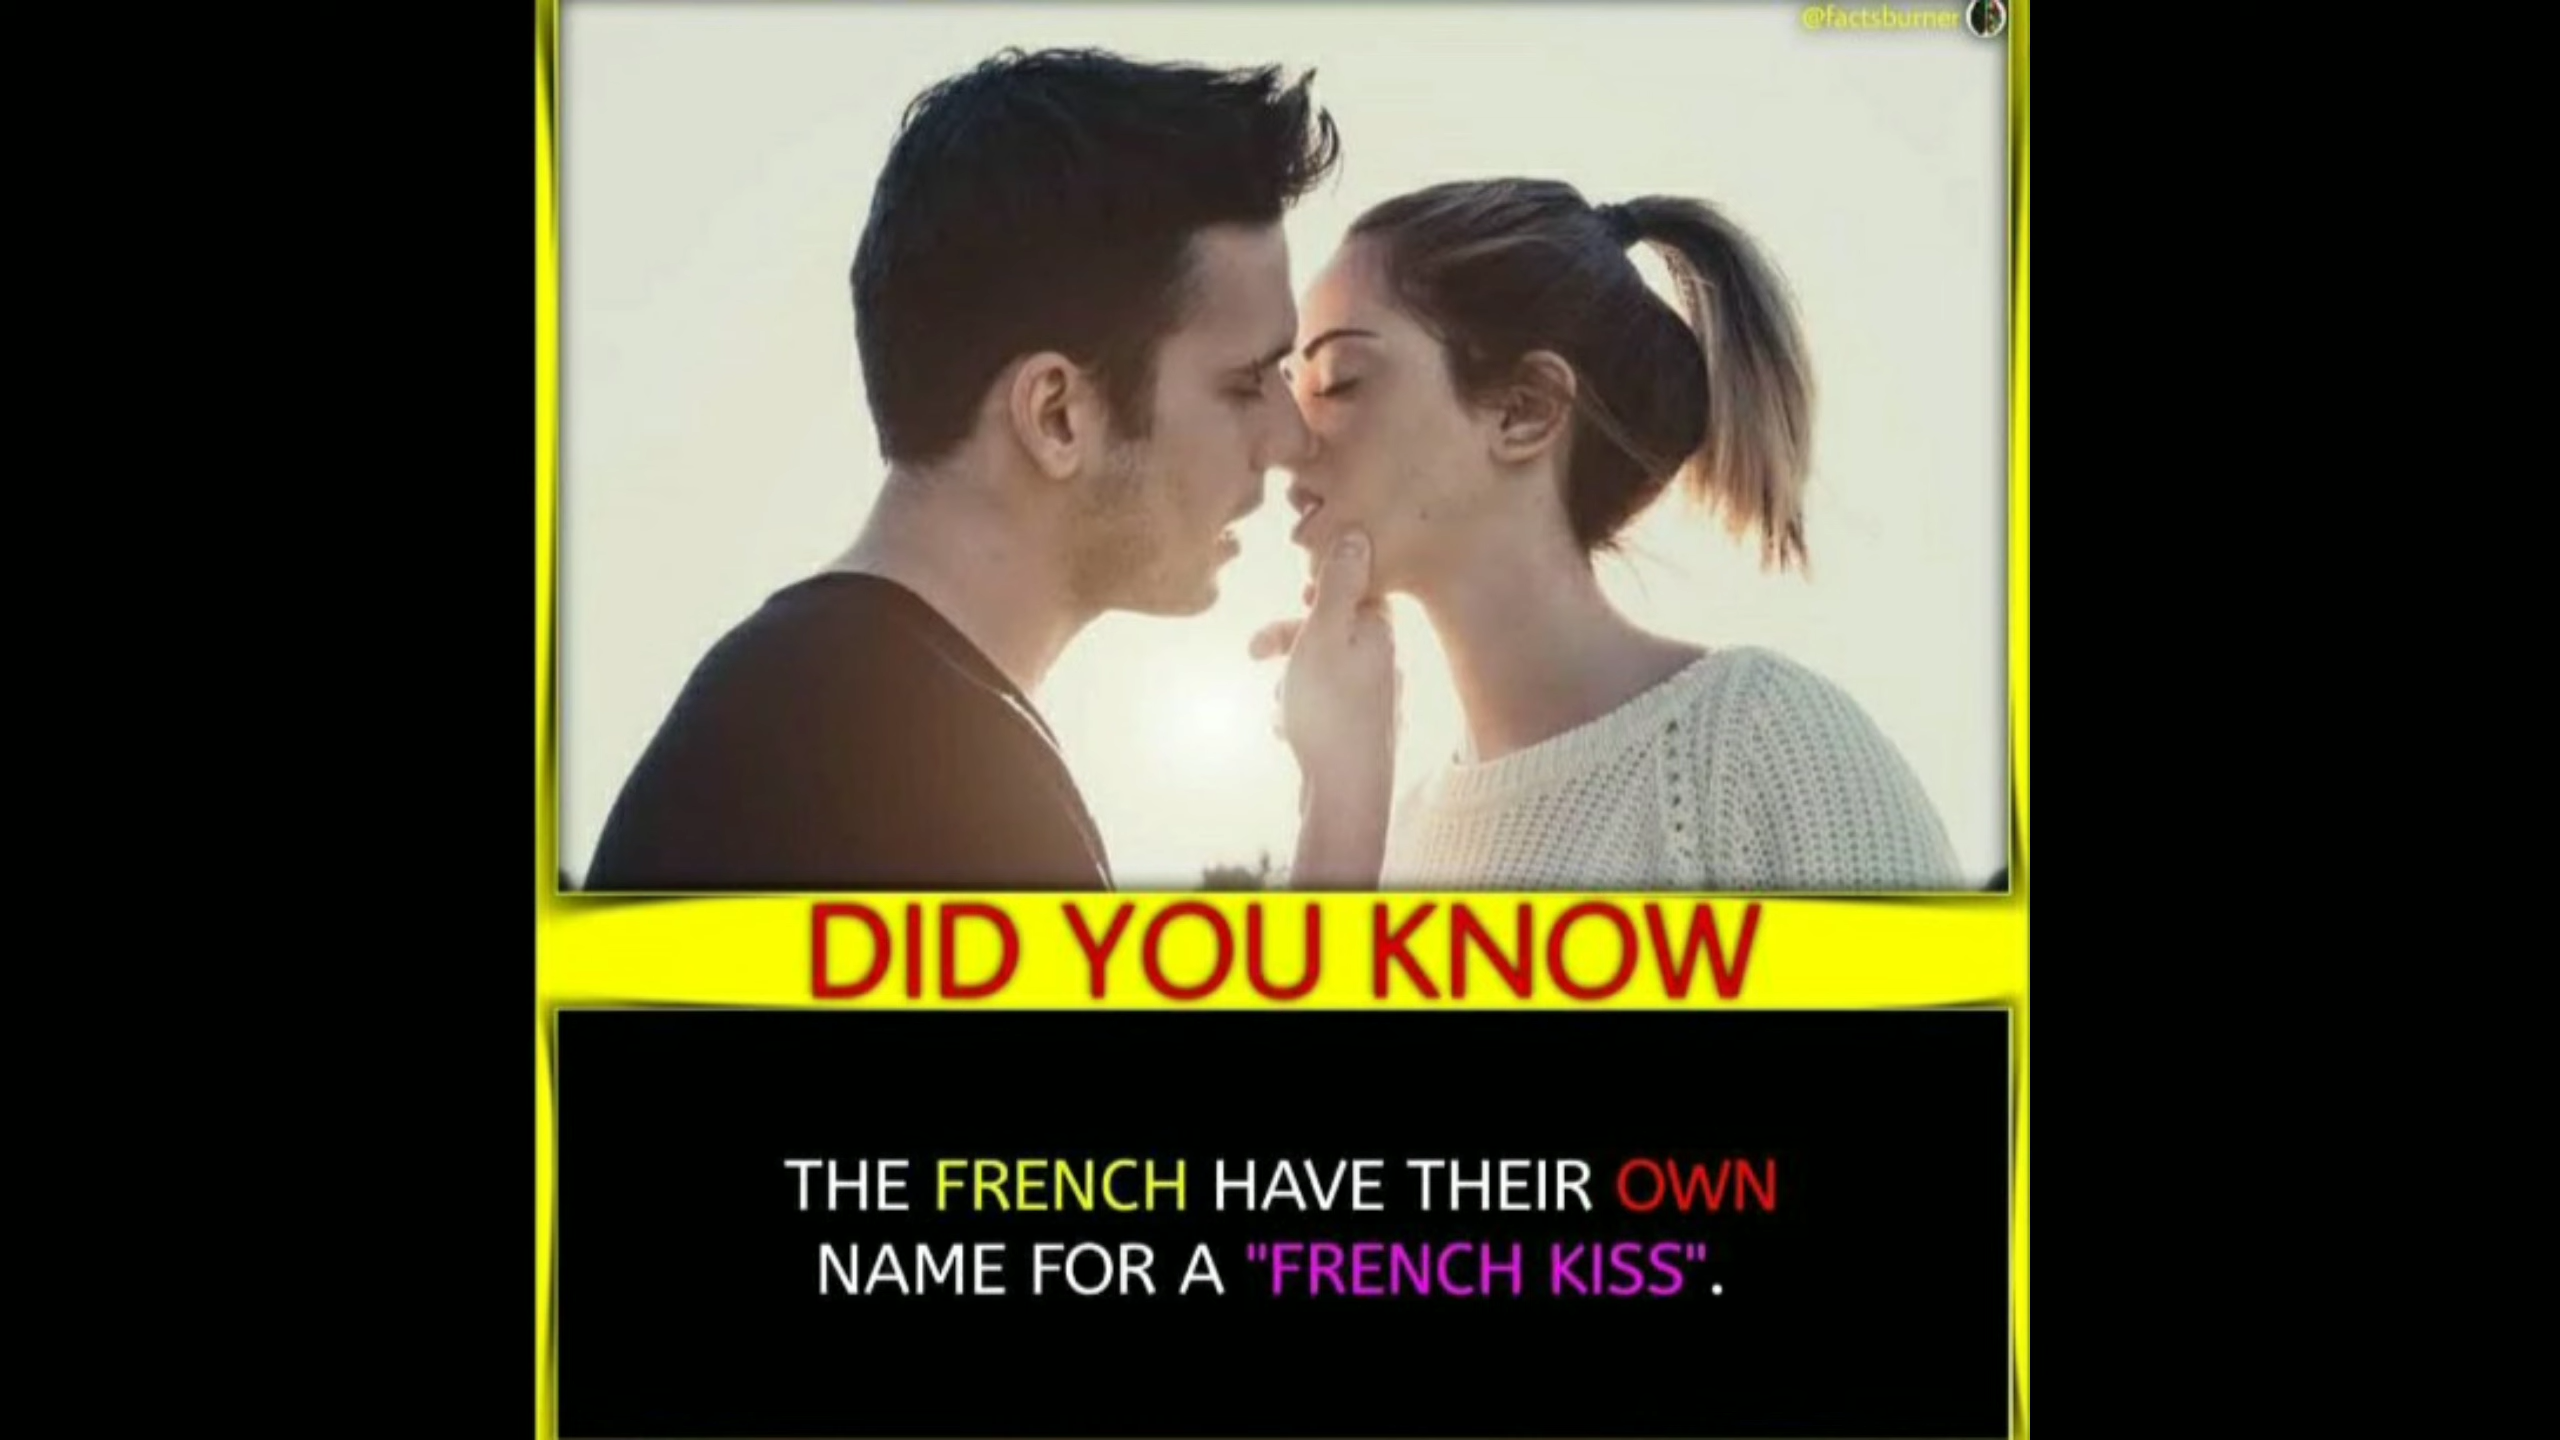 @factsburner
DID YOU KNOW
THE FRENCH HAVE THEIR OWN
NAME FOR A "FRENCH KISS".